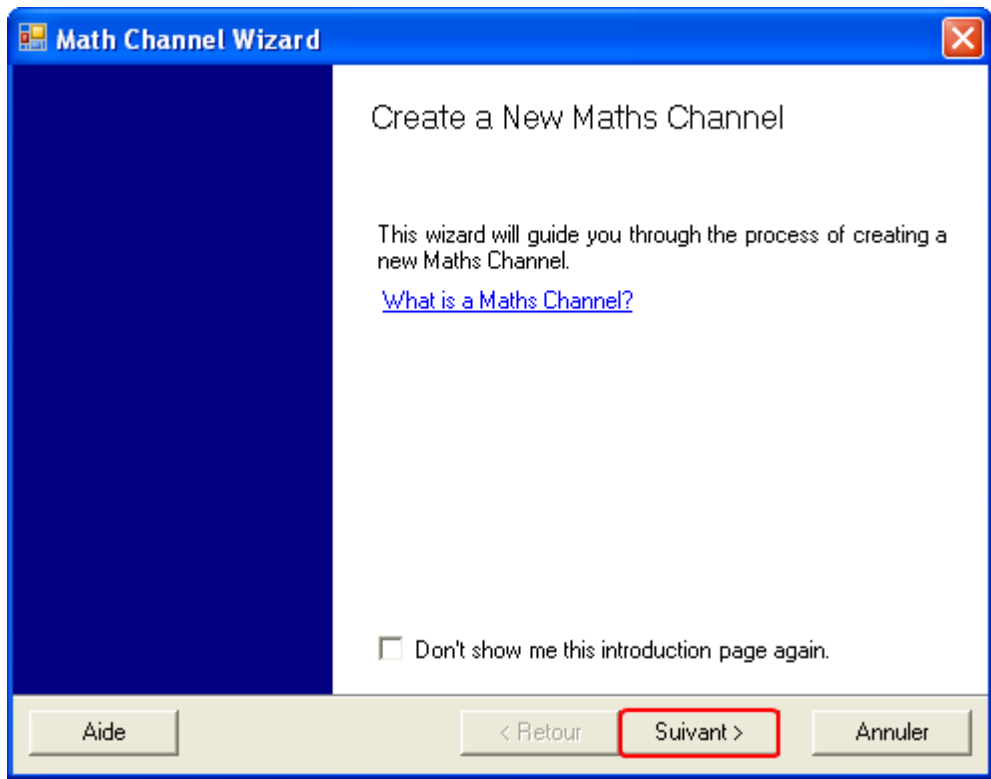 Math Channel Wizard
Create a New Maths Channel
This wizard will guide you through the process of creating a
new Maths Channel.
What is a Maths Channel?
Don't show me this introduction page again.
Aide
< Retour
Suivant >
Annuler